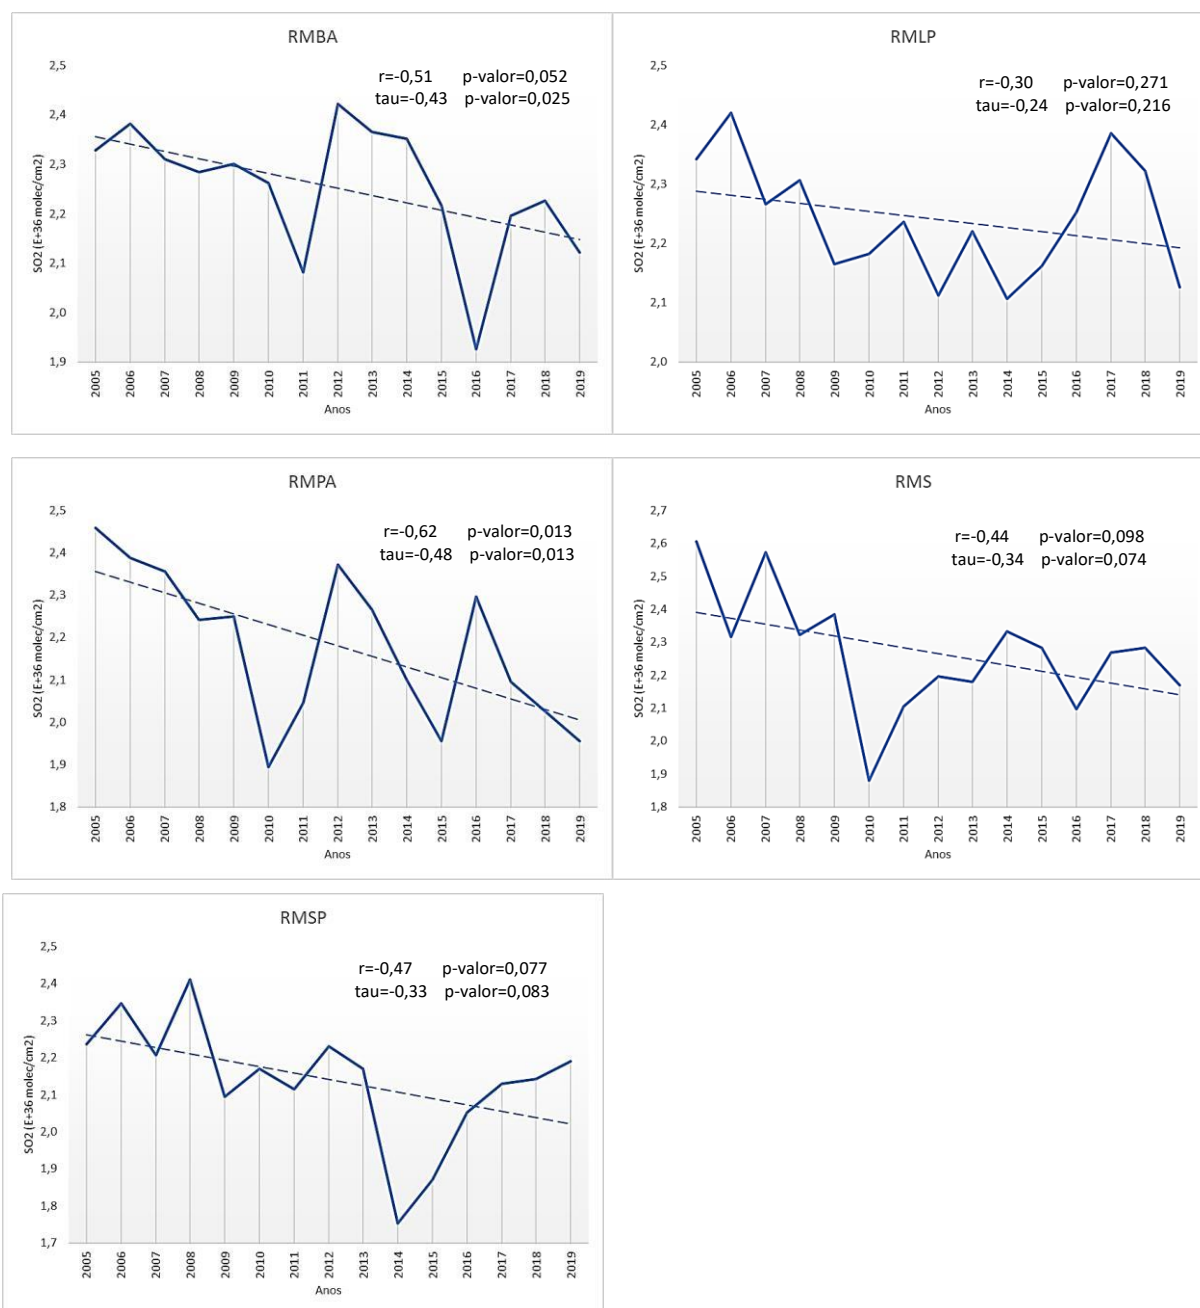 RMBA
r=-0,51 p-valor=0,052
tau=-0,43 p-valor=0,025
SO2 (E+36 molec/cm2)
2,5
2,4
2,3
2,2
2,1
2,0
1,9
2005 2006 2007 2008 2009 2010 2011 2012 2013 2014 2015 2016 2017 2018 2019
Anos
RMLP
r=-0,30 p-valor=0,271
tau=-0,24 p-valor=0,216
SO2 (E+36 molec/cm2)
2,5
2,4
2,3
2,2
2,1
2,0
2005 2006 2007 2008 2009 2010 2011 2012 2013 2014 2015 2016 2017 2018 2019
Anos
RMPA
r=-0,62 p-valor=0,013
tau=-0,48 p-valor=0,013
SO2 (E+36 molec/cm2)
2,5
2,4
2,3
2,2
2,1
2,0
1,9
1,8
2005 2006 2007 2008 2009 2010 2011 2012 2013 2014 2015 2016 2017 2018 2019
Anos
RMS
r=-0,44 p-valor=0,098
tau=-0,34 p-valor=0,074
SO2 (E+36 molec/cm2)
2,7
2,6
2,5
2,4
2,3
2,2
2,1
2,0
1,9
1,8
2005 2006 2007 2008 2009 2010 2011 2012 2013 2014 2015 2016 2017 2018 2019
Anos
RMSP
r=-0,47 p-valor=0,077
tau=-0,33 p-valor=0,083
SO2 (E+36 molec/cm2)
2,5
2,4
2,3
2,2
2,1
2,0
1,9
1,8
1,7
2005 2006 2007 2008 2009 2010 2011 2012 2013 2014 2015 2016 2017 2018 2019
Anos